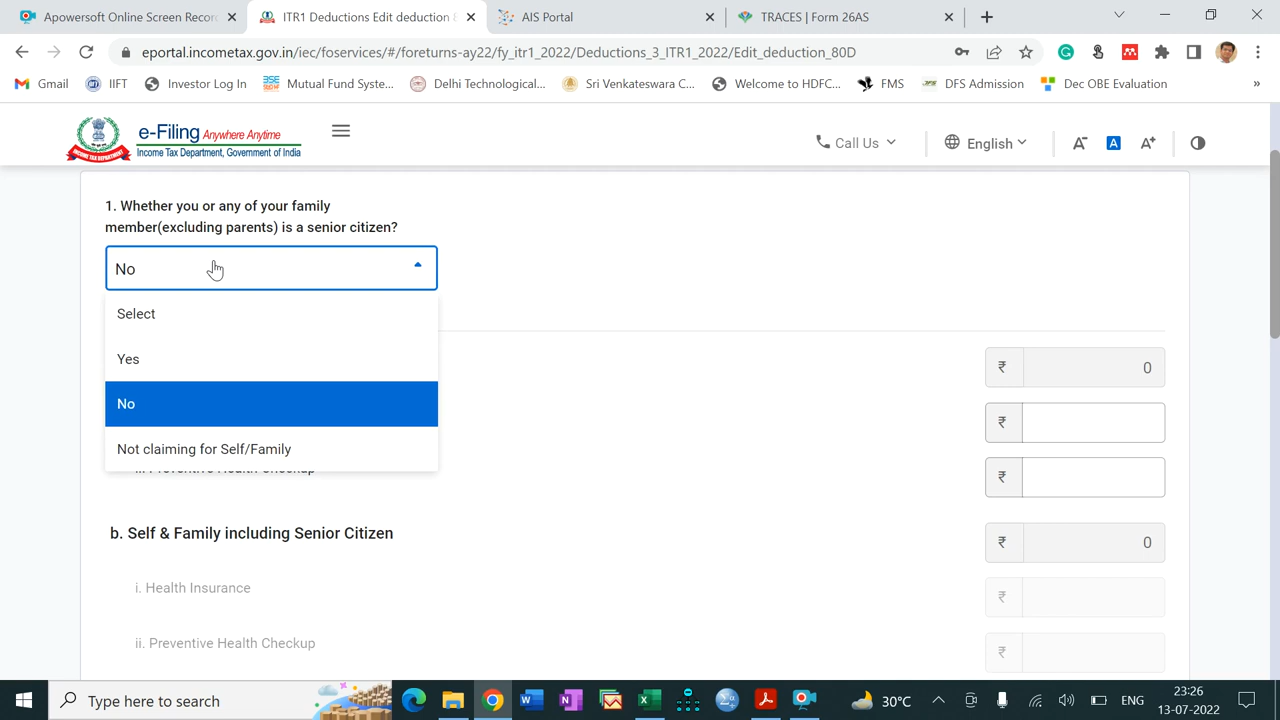 Apowersoft Online Screen Recor
ITR1 Deductions Edit deduction 8
AIS Portal
TRACES | Form 26AS
eportal.incometax.gov.in/iec/foservices/#/foreturns-ay22/fy_itr1_2022/Deductions_3_ITR1_2022/Edit_deduction_80D
Gmail
IIFT
Investor Log In
Mutual Fund Syste...
Delhi Technological...
Sri Venkateswara C...
Welcome to HDFC...
FMS
DFS Admission
Dec OBE Evaluation
»
e-Filing Anywhere Anytime
Income Tax Department, Government of India
Call Us
English
A-
A
A+
1. Whether you or any of your family
member(excluding parents) is a senior citizen?
No
Select
Yes
No
Not claiming for Self/Family
₹ 0
₹
iii. Preventive Health Checkup
₹
b. Self & Family including Senior Citizen
₹ 0
i. Health Insurance
₹
ii. Preventive Health Checkup
₹
Type here to search
30°C
ENG
23:26
13-07-2022